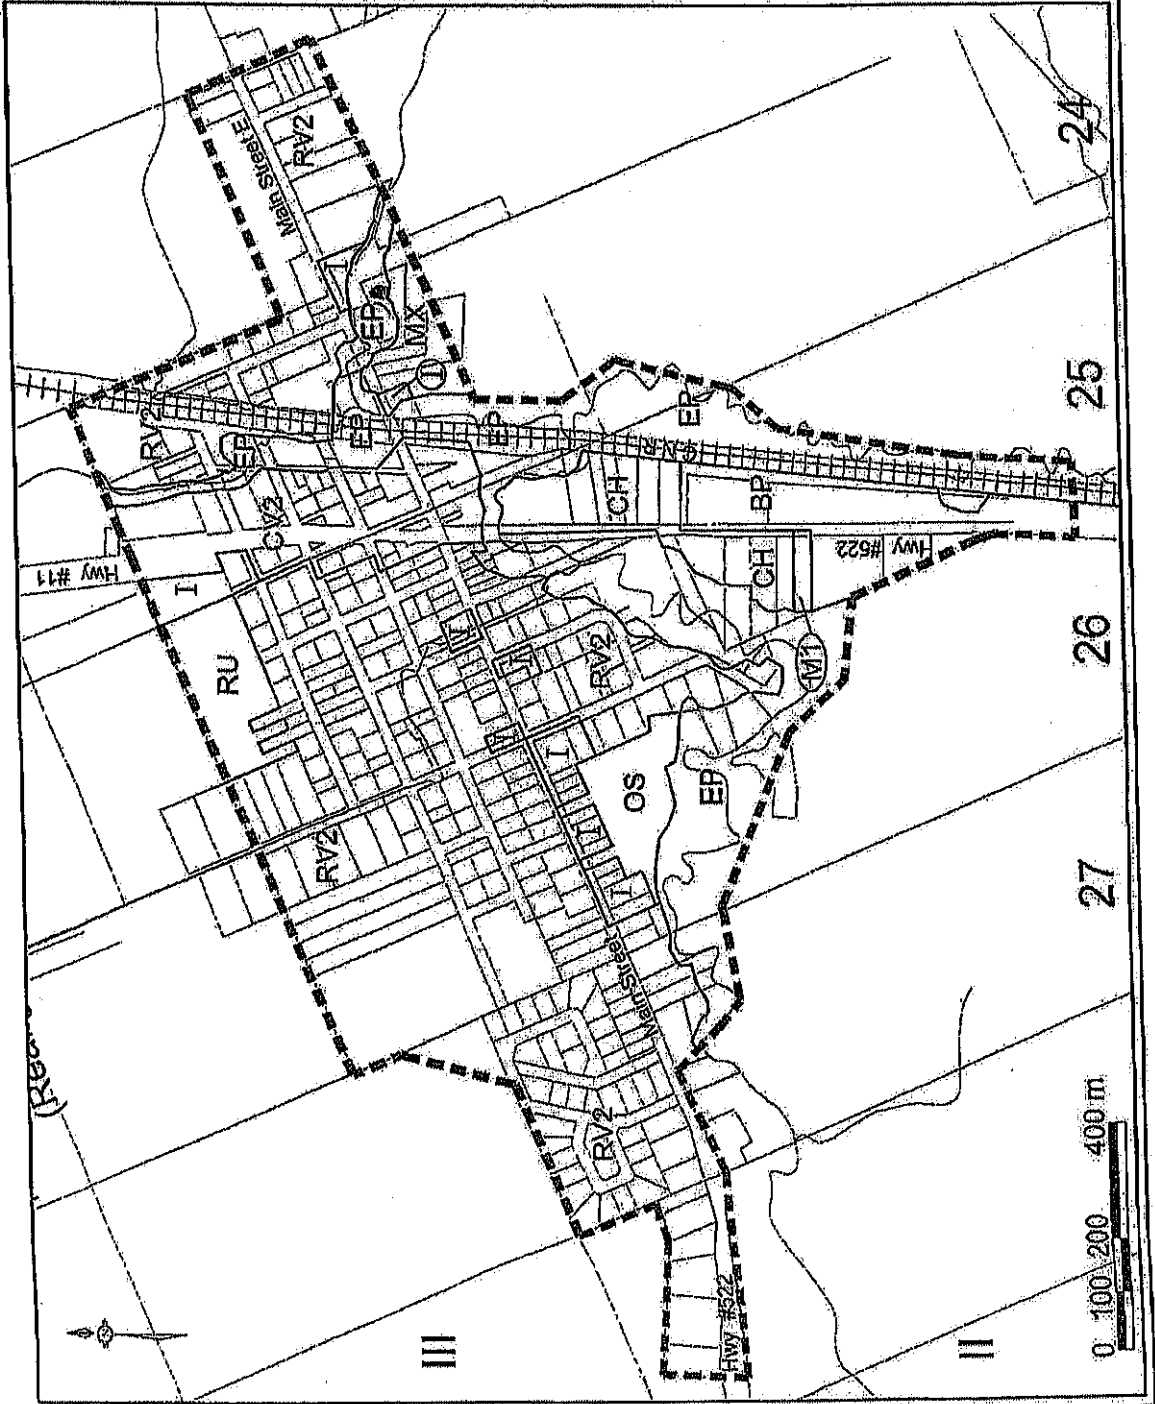 (Reg
III
II
24
25
26
27
Main Street E
RV2
I
EP
MX
I
RV2
EP
EP
EP
EP
C.N.R.
CV2
Hwy #11
I
RU
CH
BP
CH
Hwy #522
I
I
I
RV2
M1
I
OS
EP
I
I
RV2
Main Street
RV2
Hwy #522
0 100 200 400 m